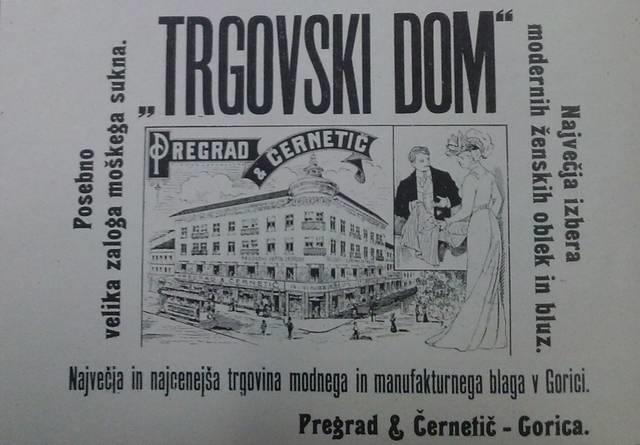 „TRGOVSKI DOM“
Posebno
velika zaloga moškega sukna.
PREGRAD
& ČERNETIČ
Največja izbera
modernih ženskih oblek in bluz.
Največja in najcenejša trgovina modnega in manufakturnega blaga v Gorici.
Pregrad & Černetič - Gorica.